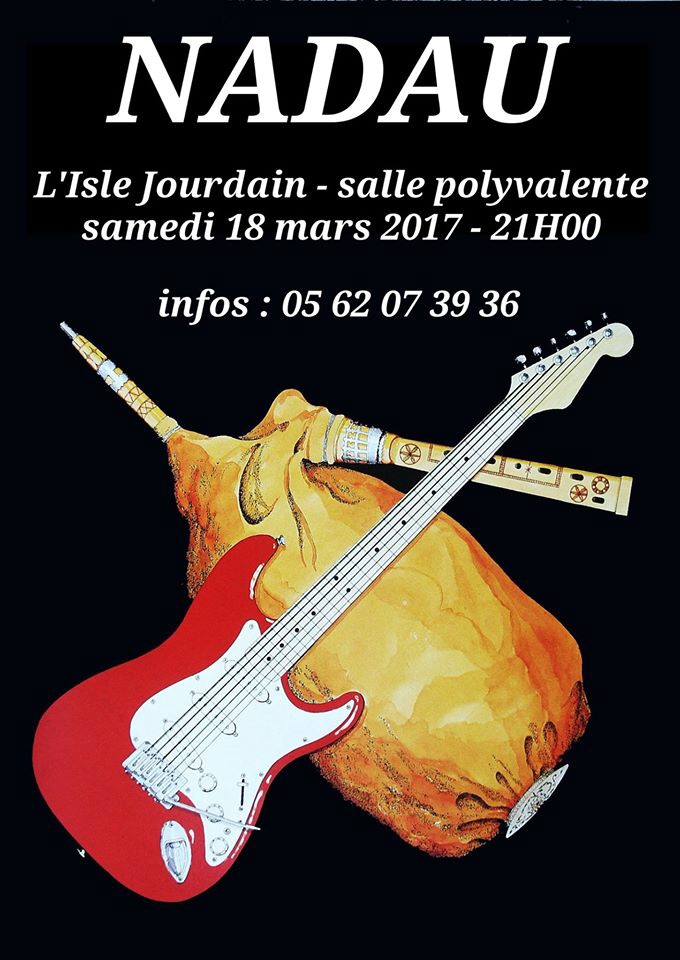 NADAU
L'Isle Jourdain - salle polyvalente
samedi 18 mars 2017 - 21H00
infos : 05 62 07 39 36